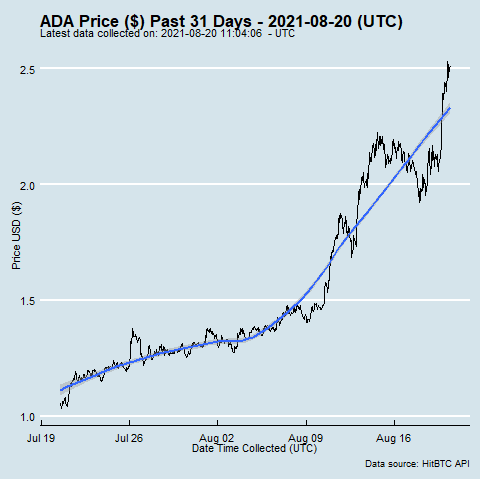 ADA Price ($) Past 31 Days - 2021-08-20 (UTC)
Latest data collected on: 2021-08-20 11:04:06 - UTC
2.5
2.0
1.5
1.0
Price USD ($)
Jul 19
Jul 26
Aug 02
Aug 09
Aug 16
Date Time Collected (UTC)
Data source: HitBTC API